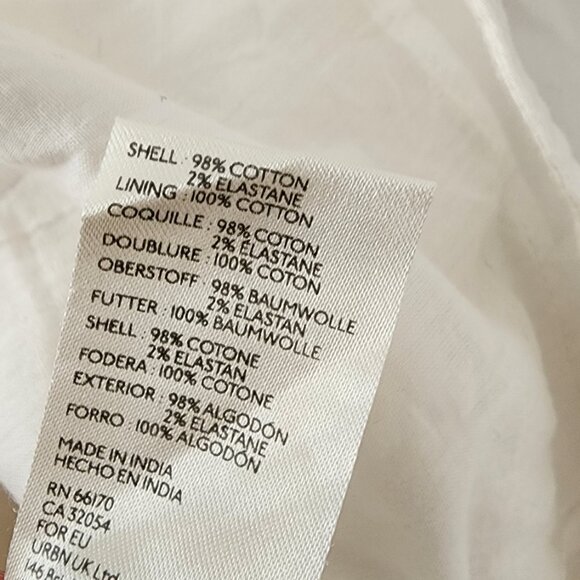 SHELL : 98% COTTON
2% ELASTANE
LINING : 100% COTTON
COQUILLE : 98% COTON
2% ÉLASTANE
DOUBLURE : 100% COTON
OBERSTOFF : 98% BAUMWOLLE
2% ELASTAN
FUTTER : 100% BAUMWOLLE
SHELL : 98% COTONE
2% ELASTAN
FODERA : 100% COTONE
EXTERIOR : 98% ALGODÓN
2% ELASTANE
FORRO : 100% ALGODÓN
MADE IN INDIA
HECHO EN INDIA
RN 66170
CA 32054
FOR EU
URBN UK Ltd
146